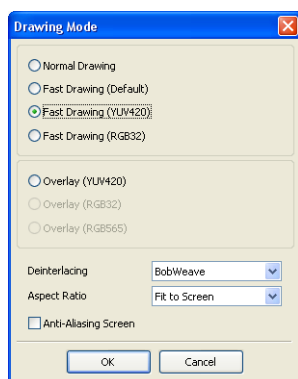 Drawing Mode
Normal Drawing
Fast Drawing (Default)
Fast Drawing (YUV420)
Fast Drawing (RGB32)
Overlay (YUV420)
Overlay (RGB32)
Overlay (RGB565)
Deinterlacing BobWeave
Aspect Ratio Fit to Screen
Anti-Aliasing Screen
OK Cancel